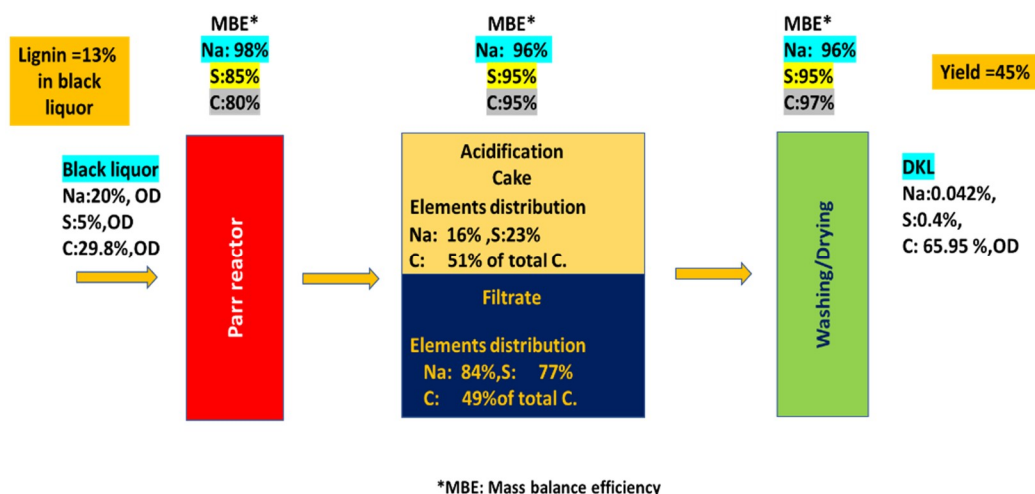 Lignin =13%
in black
liquor
MBE*
Na: 98%
S:85%
C:80%
MBE*
Na: 96%
S:95%
C:95%
MBE*
Na: 96%
S:95%
C:97%
Yield =45%
Black liquor
Na:20%, OD
S:5%,OD
C:29.8%,OD
Parr reactor
Acidification
Cake
Elements distribution
Na: 16% ,S:23%
C: 51% of total C.
Filtrate
Elements distribution
Na: 84%,S: 77%
C: 49%of total C.
Washing/Drying
DKL
Na:0.042%,
S:0.4%,
C: 65.95 %,OD
*MBE: Mass balance efficiency